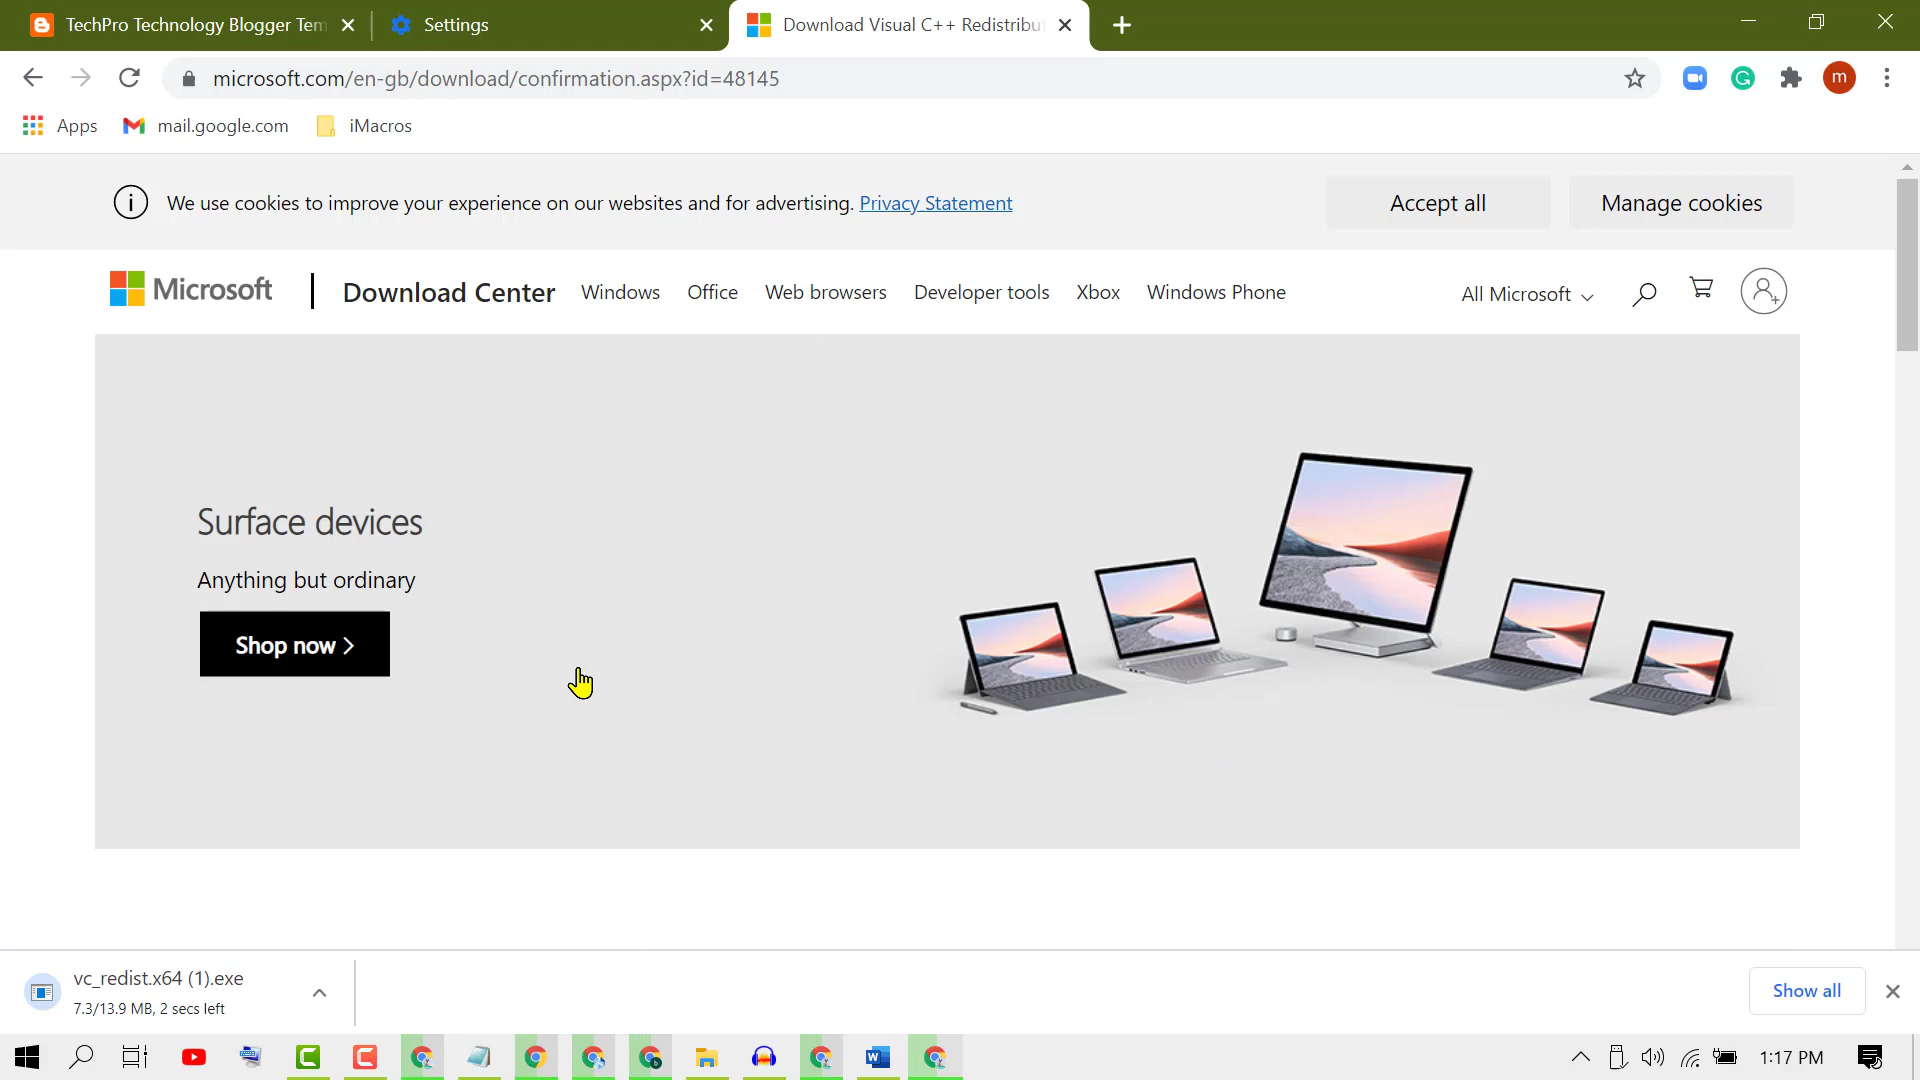 TechPro Technology Blogger Tem
Settings
Download Visual C++ Redistribu
microsoft.com/en-gb/download/confirmation.aspx?id=48145
m
Apps
mail.google.com
iMacros
We use cookies to improve your experience on our websites and for advertising. Privacy Statement
Accept all
Manage cookies
Microsoft
Download Center
Windows
Office
Web browsers
Developer tools
Xbox
Windows Phone
All Microsoft
Surface devices
Anything but ordinary
Shop now
vc_redist.x64 (1).exe
7.3/13.9 MB, 2 secs left
Show all
1:17 PM